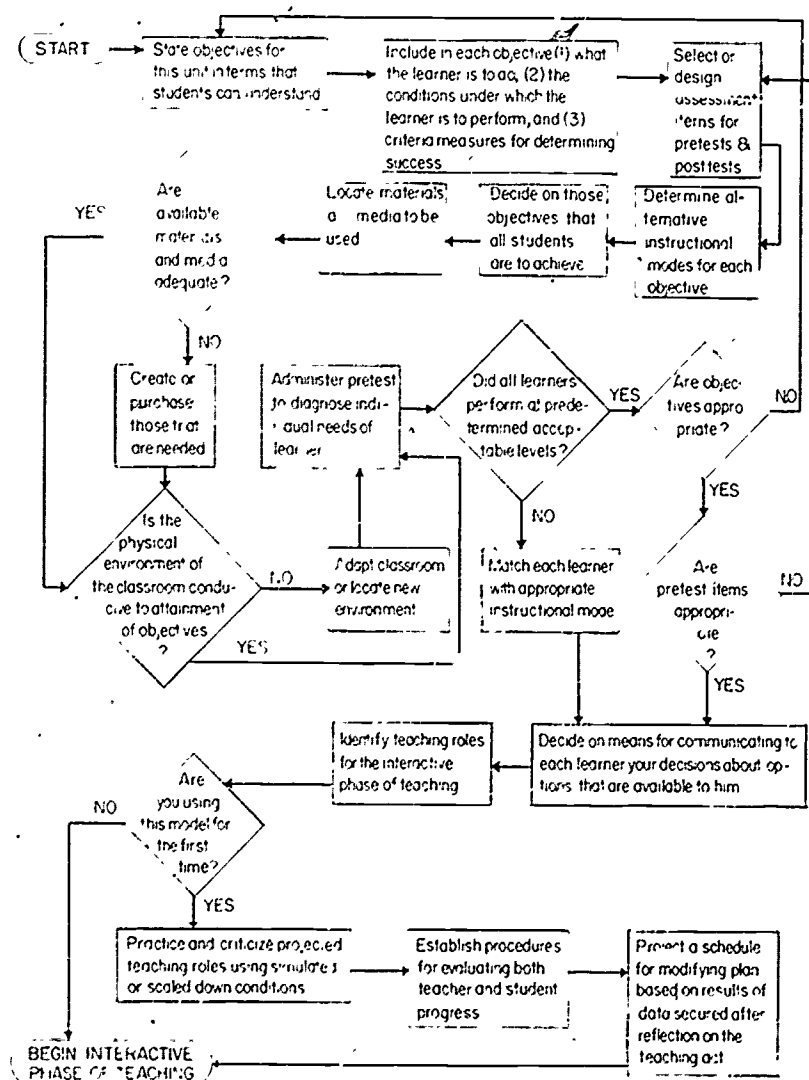 START
State objectives for
this unit in terms that
students can understand
Include in each objective (1) what
the learner is to do, (2) the
conditions under which the
learner is to perform, and (3)
criteria measures for determining
success
Select or
design
assessment
items for
pretests &
post tests
YES
Are
available
materials
and media
adequate?
Locate materials
media to be
used
Decide on those
objectives that
all students
are to achieve
Determine al-
ternative
instructional
modes for each
objective
NO
Create or
purchase
those that
are needed
Administer pretest
to diagnose indi-
vidual needs of
learner
Did all learners
perform at prede-
termined accep-
table levels?
YES
Are objec-
tives appro
priate?
NO
YES
NO
Is the
physical
environment of
the classroom condu-
cive to attainment
of objectives
?
NO
Adapt classroom
or locate new
environment
YES
Match each learner
with appropriate
instructional mode
Are
pretest items
appropri-
ate
?
NO
YES
Identify teaching roles
for the interactive
phase of teaching
Decide on means for communicating to
each learner your decisions about op-
tions that are available to him
Are
you using
this model for
the first
time?
NO
YES
Practice and criticize projected
teaching roles using simulated
or scaled down conditions
Establish procedures
for evaluating both
teacher and student
progress
Project a schedule
for modifying plan
based on results of
data secured after
reflection on the
teaching act
BEGIN INTERACTIVE
PHASE OF TEACHING